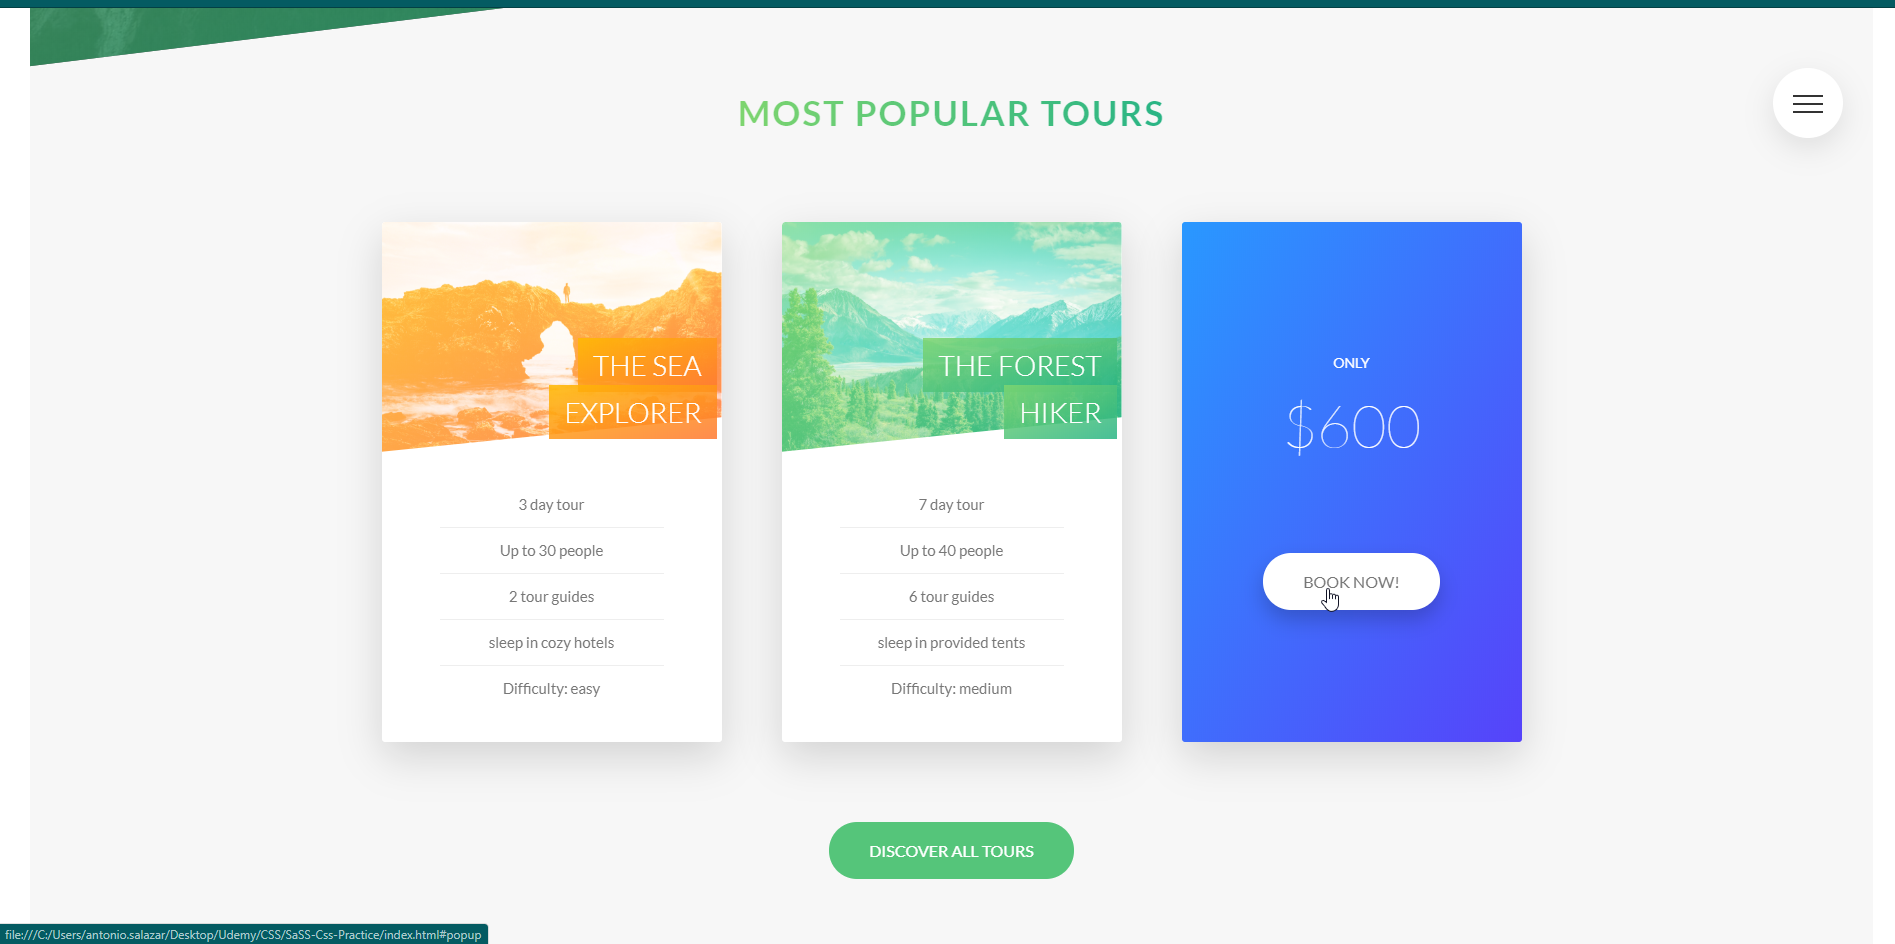 MOST POPULAR TOURS
THE SEA
EXPLORER
3 day tour
Up to 30 people
2 tour guides
sleep in cozy hotels
Difficulty: easy
THE FOREST
HIKER
7 day tour
Up to 40 people
6 tour guides
sleep in provided tents
Difficulty: medium
ONLY
$600
BOOK NOW!
DISCOVER ALL TOURS
file:///C:/Users/antonio.salazar/Desktop/Udemy/CSS/SaSS-Css-Practice/index.html#popup